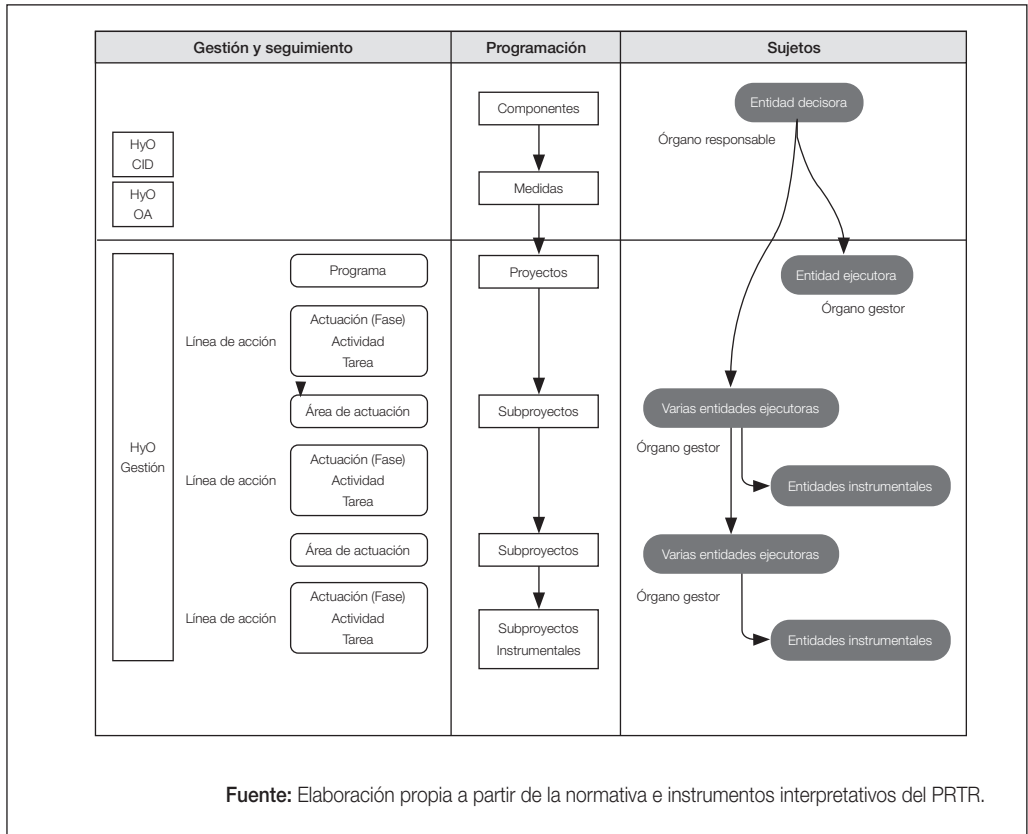 Gestión y seguimiento
Programación
Sujetos
HyO
CID
HyO
OA
Componentes
Medidas
Entidad decisora
Órgano responsable
HyO
Gestión
Programa
Línea de acción
Actuación (Fase)
Actividad
Tarea
Área de actuación
Línea de acción
Actuación (Fase)
Actividad
Tarea
Área de actuación
Línea de acción
Actuación (Fase)
Actividad
Tarea
Proyectos
Subproyectos
Subproyectos
Subproyectos
Instrumentales
Entidad ejecutora
Órgano gestor
Varias entidades ejecutoras
Órgano gestor
Entidades instrumentales
Varias entidades ejecutoras
Órgano gestor
Entidades instrumentales
Fuente: Elaboración propia a partir de la normativa e instrumentos interpretativos del PRTR.